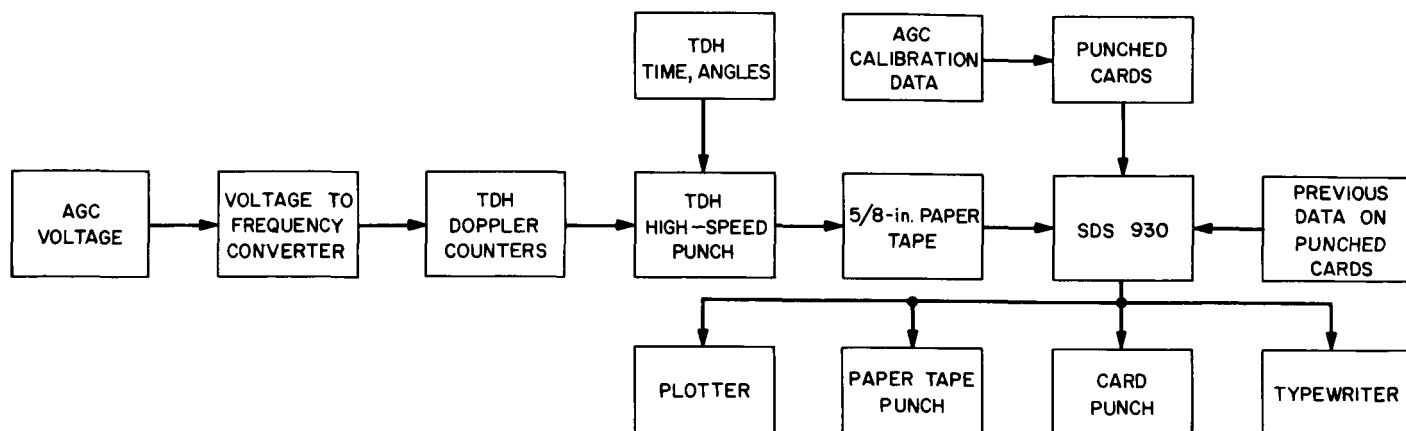 TDH
TIME, ANGLES
AGC
CALIBRATION
DATA
PUNCHED
CARDS
AGC
VOLTAGE
VOLTAGE TO
FREQUENCY
CONVERTER
TDH
DOPPLER
COUNTERS
TDH
HIGH-SPEED
PUNCH
5/8-in. PAPER
TAPE
SDS 930
PREVIOUS
DATA ON
PUNCHED
CARDS
PLOTTER
PAPER TAPE
PUNCH
CARD
PUNCH
TYPEWRITER